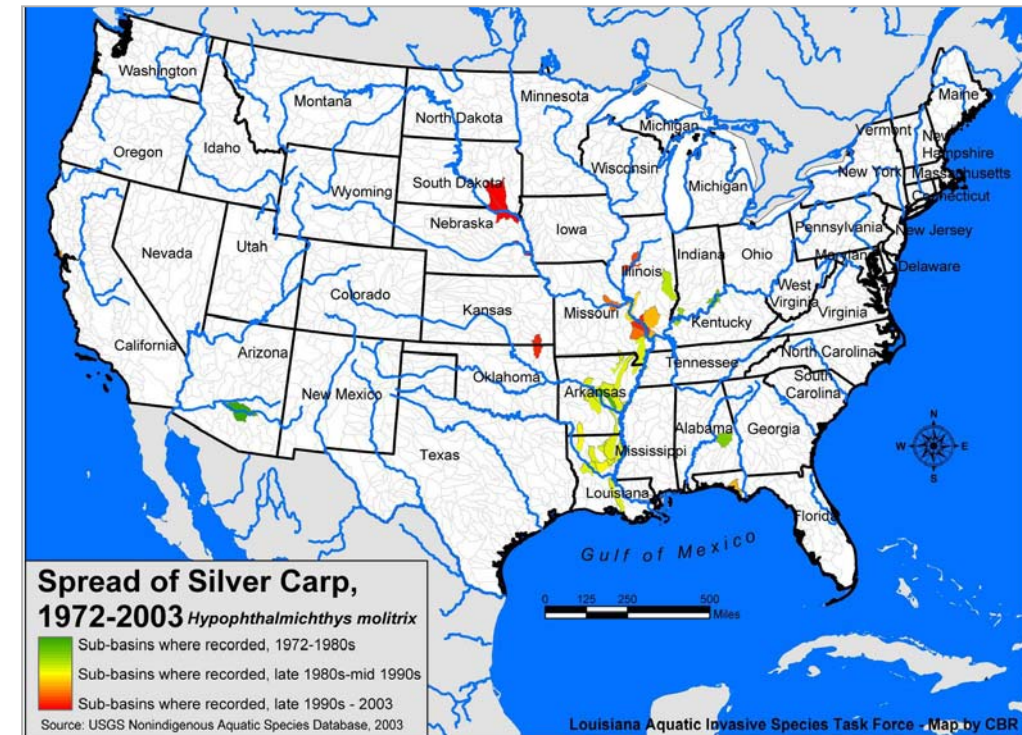 Washington
Montana
North Dakota
Minnesota
Michigan
Maine
Vermont
New
Hampshire
Oregon
Idaho
Wyoming
South Dakota
Wisconsin
Michigan
New York
Massachusetts
Connecticut
Nebraska
Iowa
Pennsylvania
New Jersey
Nevada
Utah
Illinois
Indiana
Ohio
Maryland
Delaware
Colorado
Kansas
Missouri
West
Virginia
Virginia
Kentucky
California
Arizona
New Mexico
Oklahoma
Arkansas
Tennessee
North Carolina
South
Carolina
Texas
Mississippi
Alabama
Georgia
Louisiana
Florida
N
W
E
S
Gulf of Mexico
0 125 250 500
Miles
Spread of Silver Carp,
1972-2003 Hypophthalmichthys molitrix
Sub-basins where recorded, 1972-1980s
Sub-basins where recorded, late 1980s-mid 1990s
Sub-basins where recorded, late 1990s - 2003
Source: USGS Nonindigenous Aquatic Species Database, 2003
Louisiana Aquatic Invasive Species Task Force - Map by CBR